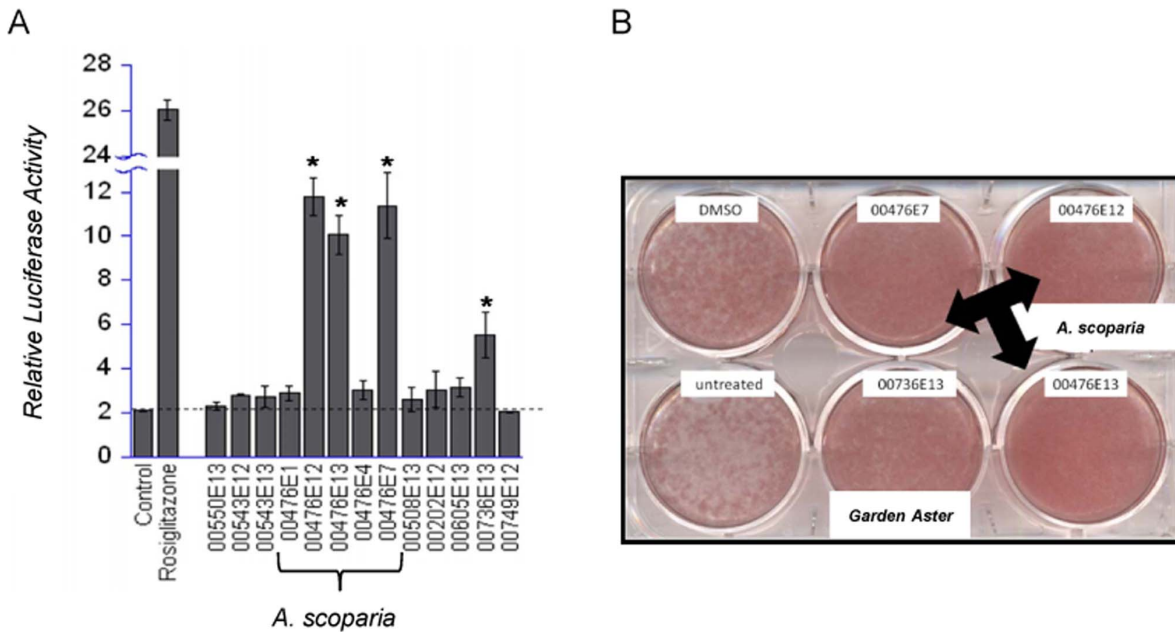 A
Relative Luciferase Activity
28
26
24
12
10
8
6
4
2
0
*
*
*
*
Control
Rosiglitazone
00550E13
00543E12
00543E13
00476E1
00476E12
00476E13
00476E4
00476E7
00508E13
00202E12
00605E13
00736E13
00749E12
A. scoparia
B
DMSO
00476E7
00476E12
A. scoparia
untreated
00736E13
00476E13
Garden Aster